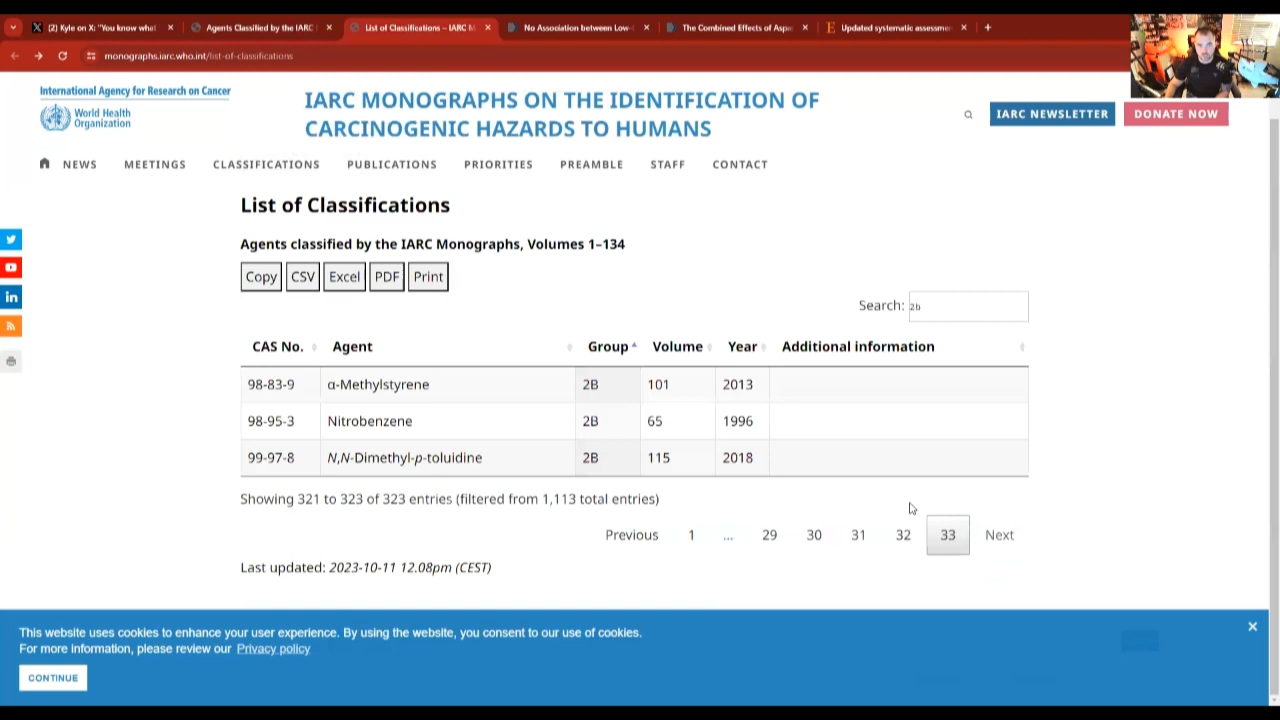 (2) Kyle on X: "You know what
Agents Classified by the IARC
List of Classifications – IARC M
No Association between Low-
The Combined Effects of Aspa
Updated systematic assessmen
monographs.iarc.who.int/list-of-classifications
International Agency for Research on Cancer
World Health
Organization
IARC MONOGRAPHS ON THE IDENTIFICATION OF
CARCINOGENIC HAZARDS TO HUMANS
IARC NEWSLETTER
DONATE NOW
NEWS MEETINGS CLASSIFICATIONS PUBLICATIONS PRIORITIES PREAMBLE STAFF CONTACT
List of Classifications
Agents classified by the IARC Monographs, Volumes 1–134
Copy CSV Excel PDF Print
Search: 2b
CAS No. Agent Group Volume Year Additional information
98-83-9 α-Methylstyrene 2B 101 2013
98-95-3 Nitrobenzene 2B 65 1996
99-97-8 N,N-Dimethyl-p-toluidine 2B 115 2018
Showing 321 to 323 of 323 entries (filtered from 1,113 total entries)
Previous 1 ... 29 30 31 32 33 Next
Last updated: 2023-10-11 12.08pm (CEST)
This website uses cookies to enhance your user experience. By using the website, you consent to our use of cookies.
For more information, please review our Privacy policy
CONTINUE